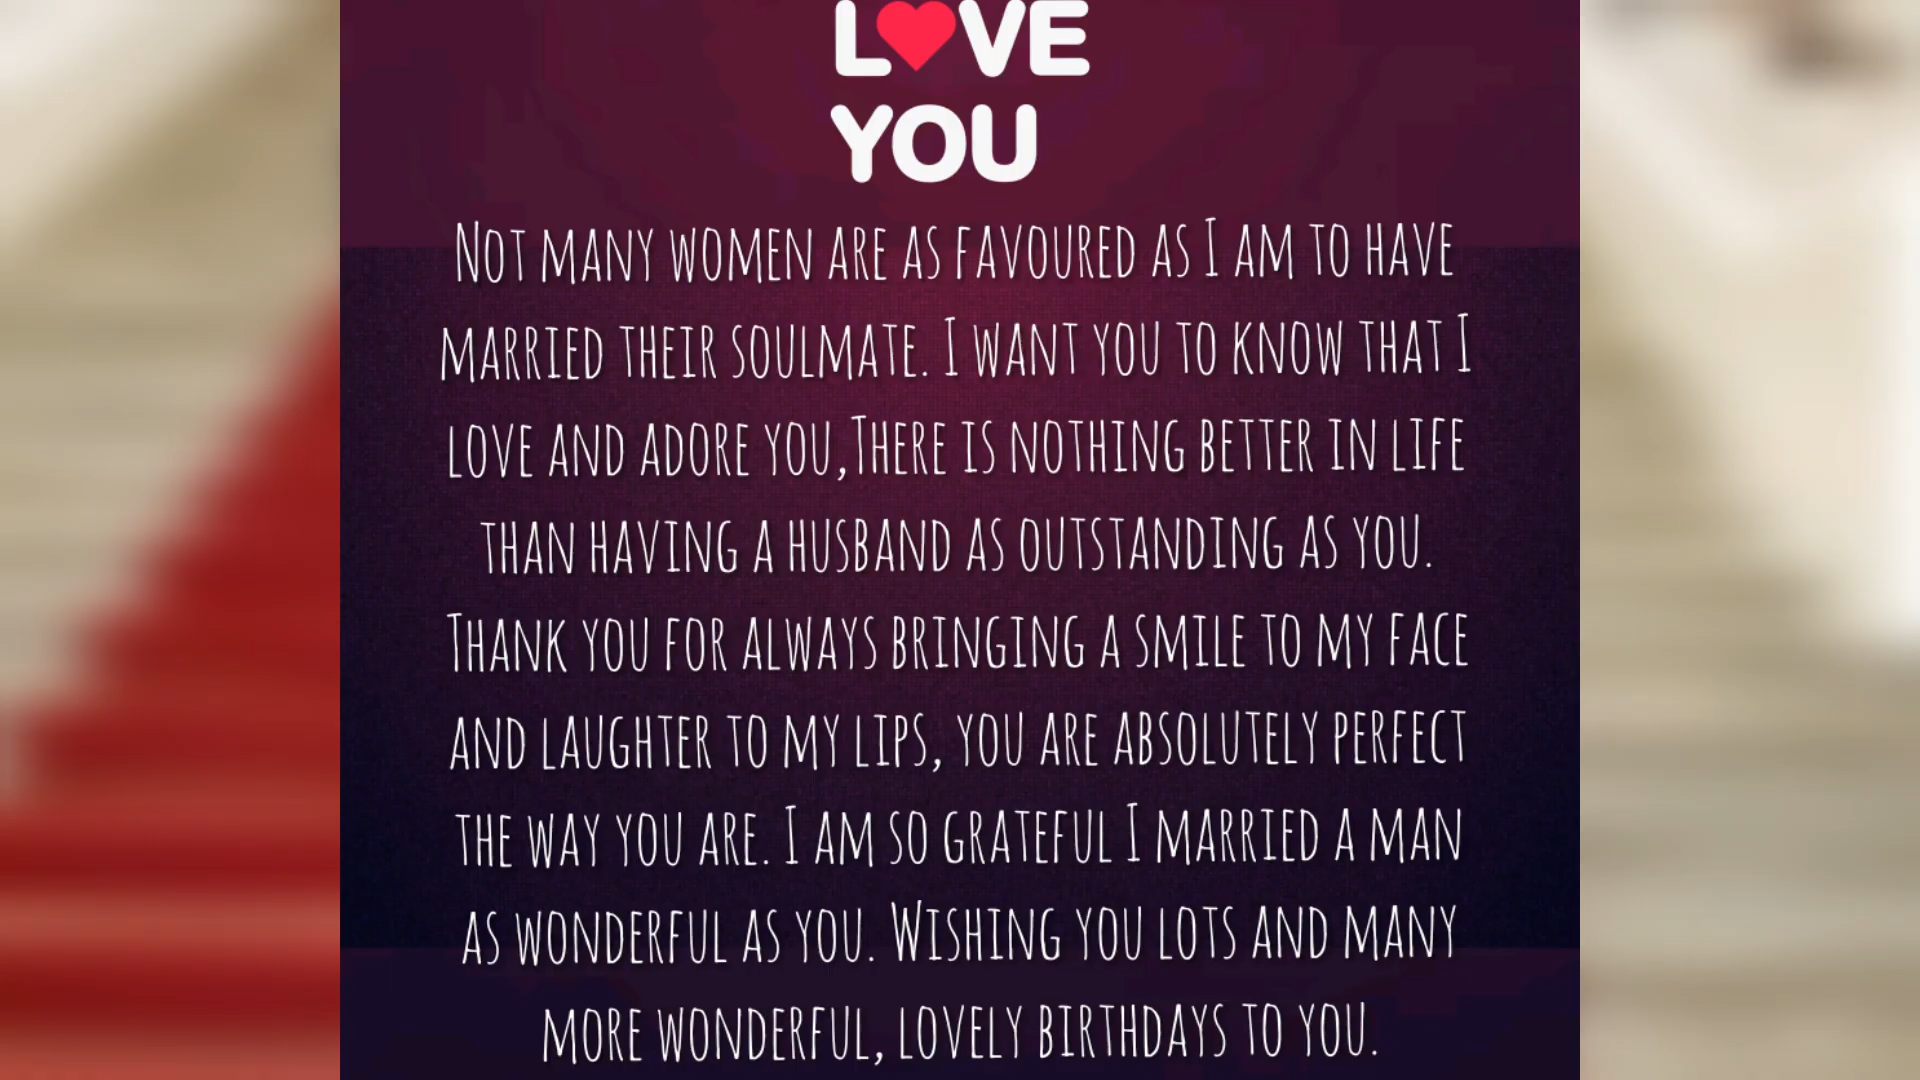 L❤VE
YOU
Not many women are as favoured as I am to have
married their soulmate. I want you to know that I
love and adore you,There is nothing better in life
than having a husband as outstanding as you.
Thank you for always bringing a smile to my face
and laughter to my lips, you are absolutely perfect
the way you are. I am so grateful I married a man
as wonderful as you. Wishing you lots and many
more wonderful, lovely birthdays to you.